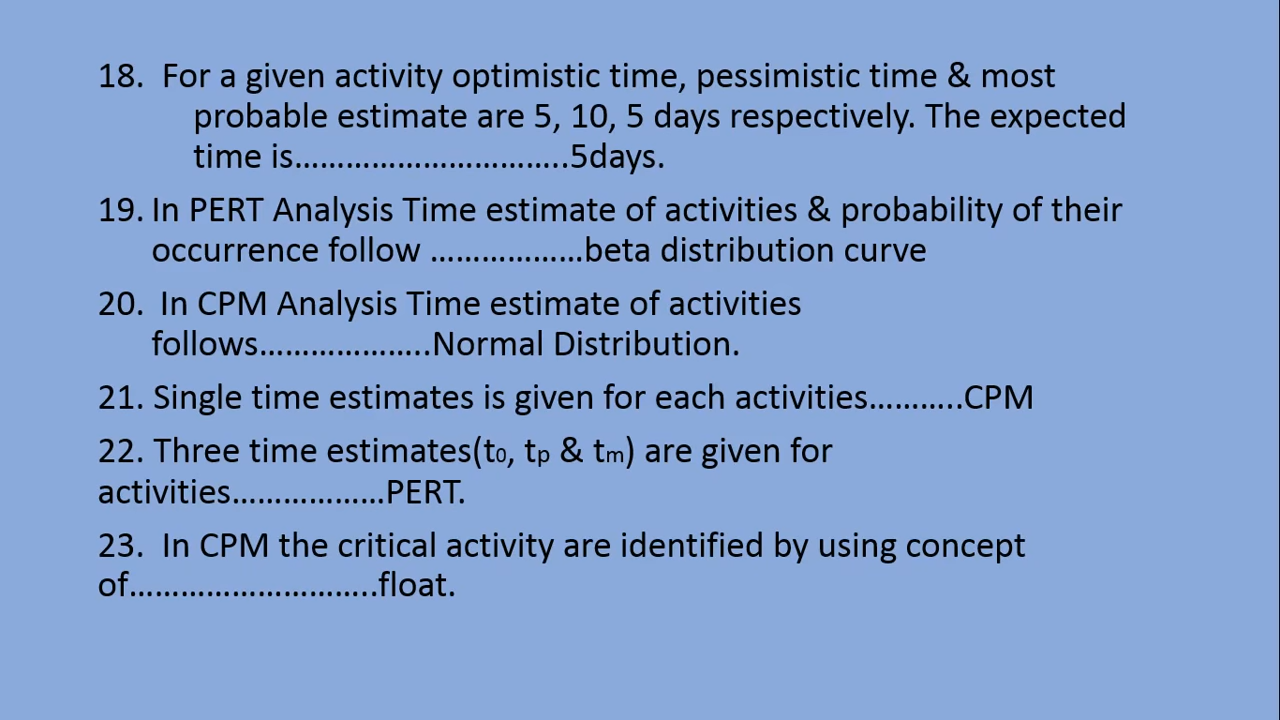 18.  For a given activity optimistic time, pessimistic time & most
probable estimate are 5, 10, 5 days respectively. The expected
time is…………………………..5days.
19. In PERT Analysis Time estimate of activities & probability of their
occurrence follow ………………beta distribution curve
20.  In CPM Analysis Time estimate of activities
follows………………..Normal Distribution.
21. Single time estimates is given for each activities………..CPM
22. Three time estimates(t₀, tₚ & tₘ) are given for
activities………………PERT.
23.  In CPM the critical activity are identified by using concept
of………………………..float.